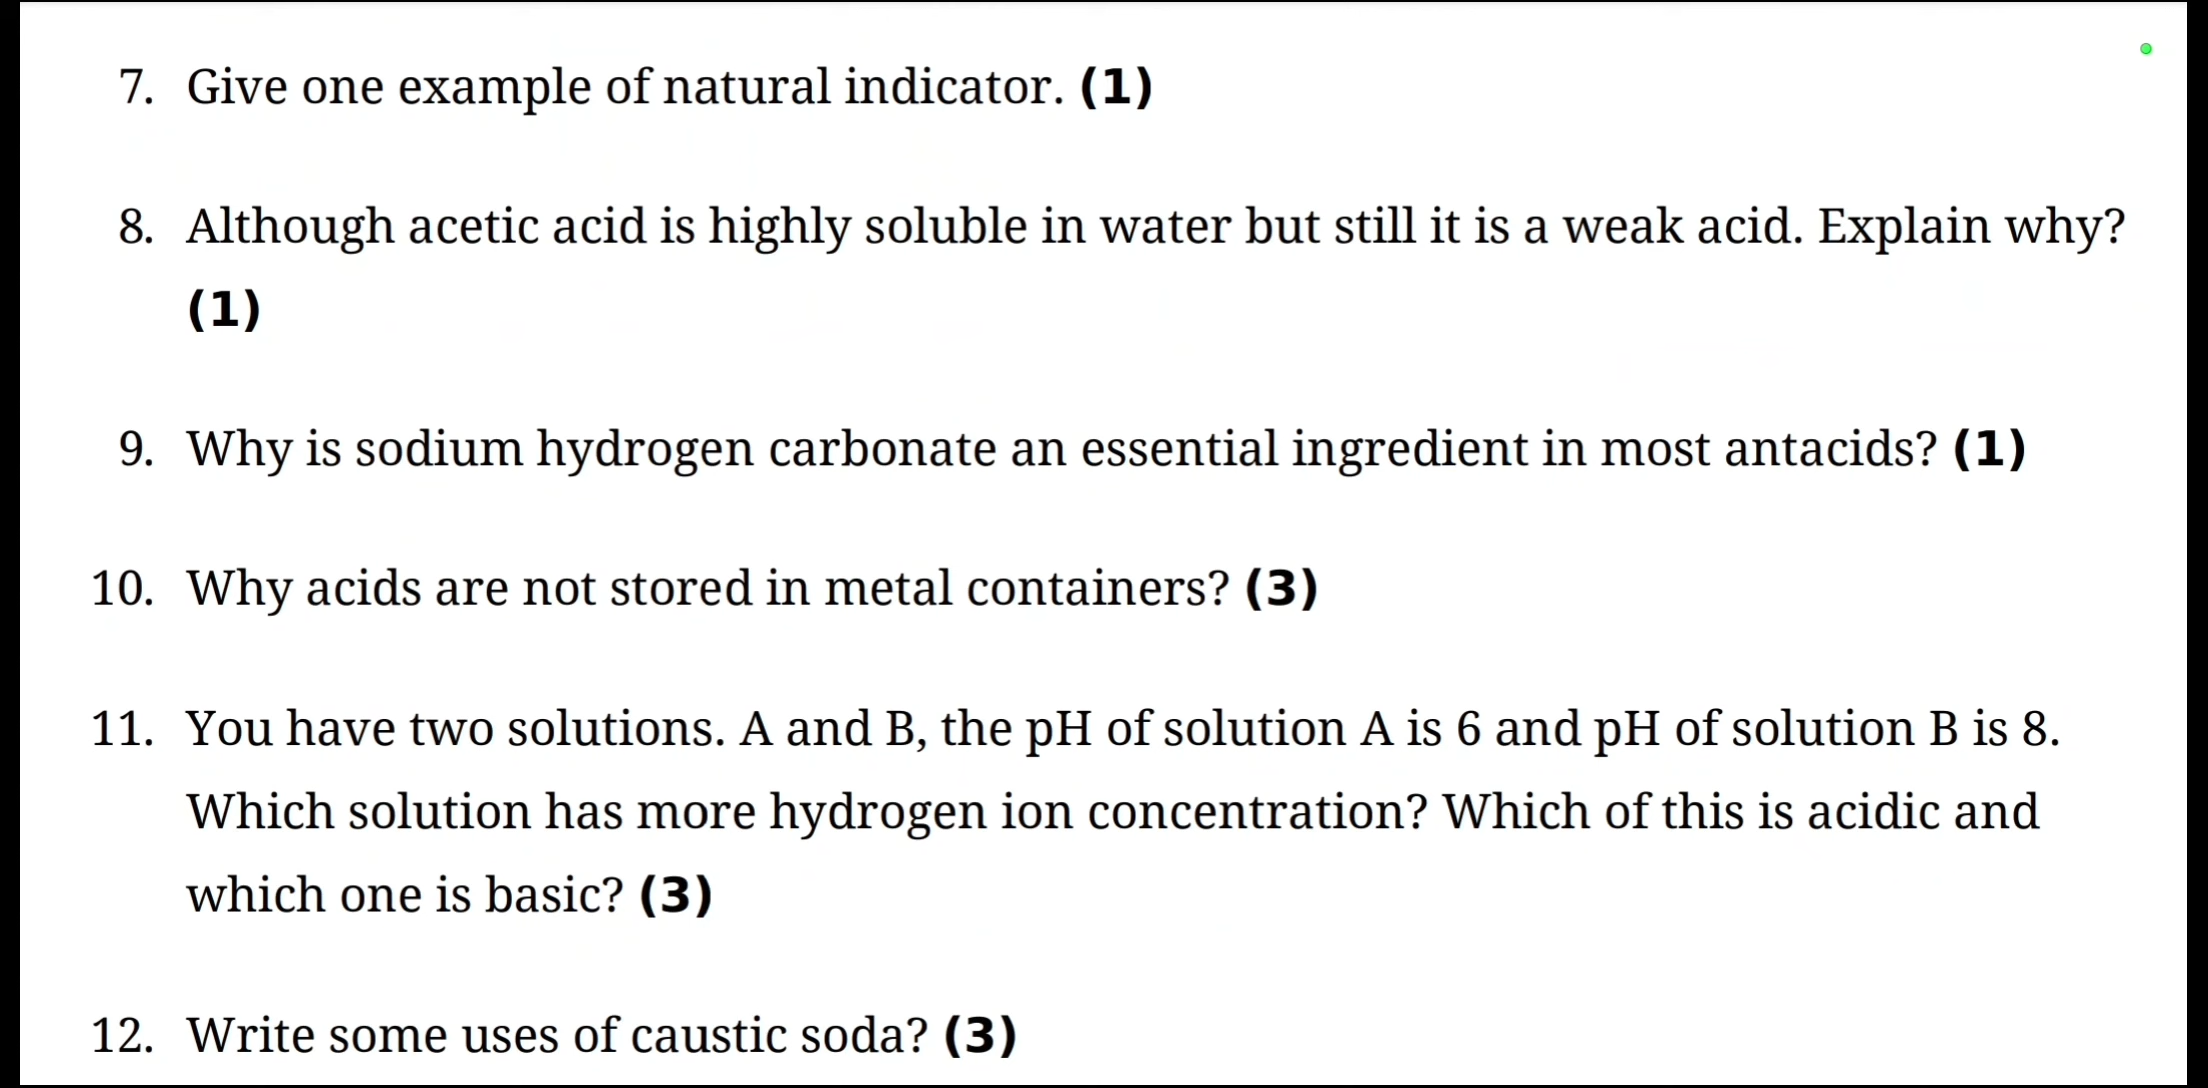 7. Give one example of natural indicator. (1)
8. Although acetic acid is highly soluble in water but still it is a weak acid. Explain why?
(1)
9. Why is sodium hydrogen carbonate an essential ingredient in most antacids? (1)
10. Why acids are not stored in metal containers? (3)
11. You have two solutions. A and B, the pH of solution A is 6 and pH of solution B is 8.
Which solution has more hydrogen ion concentration? Which of this is acidic and
which one is basic? (3)
12. Write some uses of caustic soda? (3)